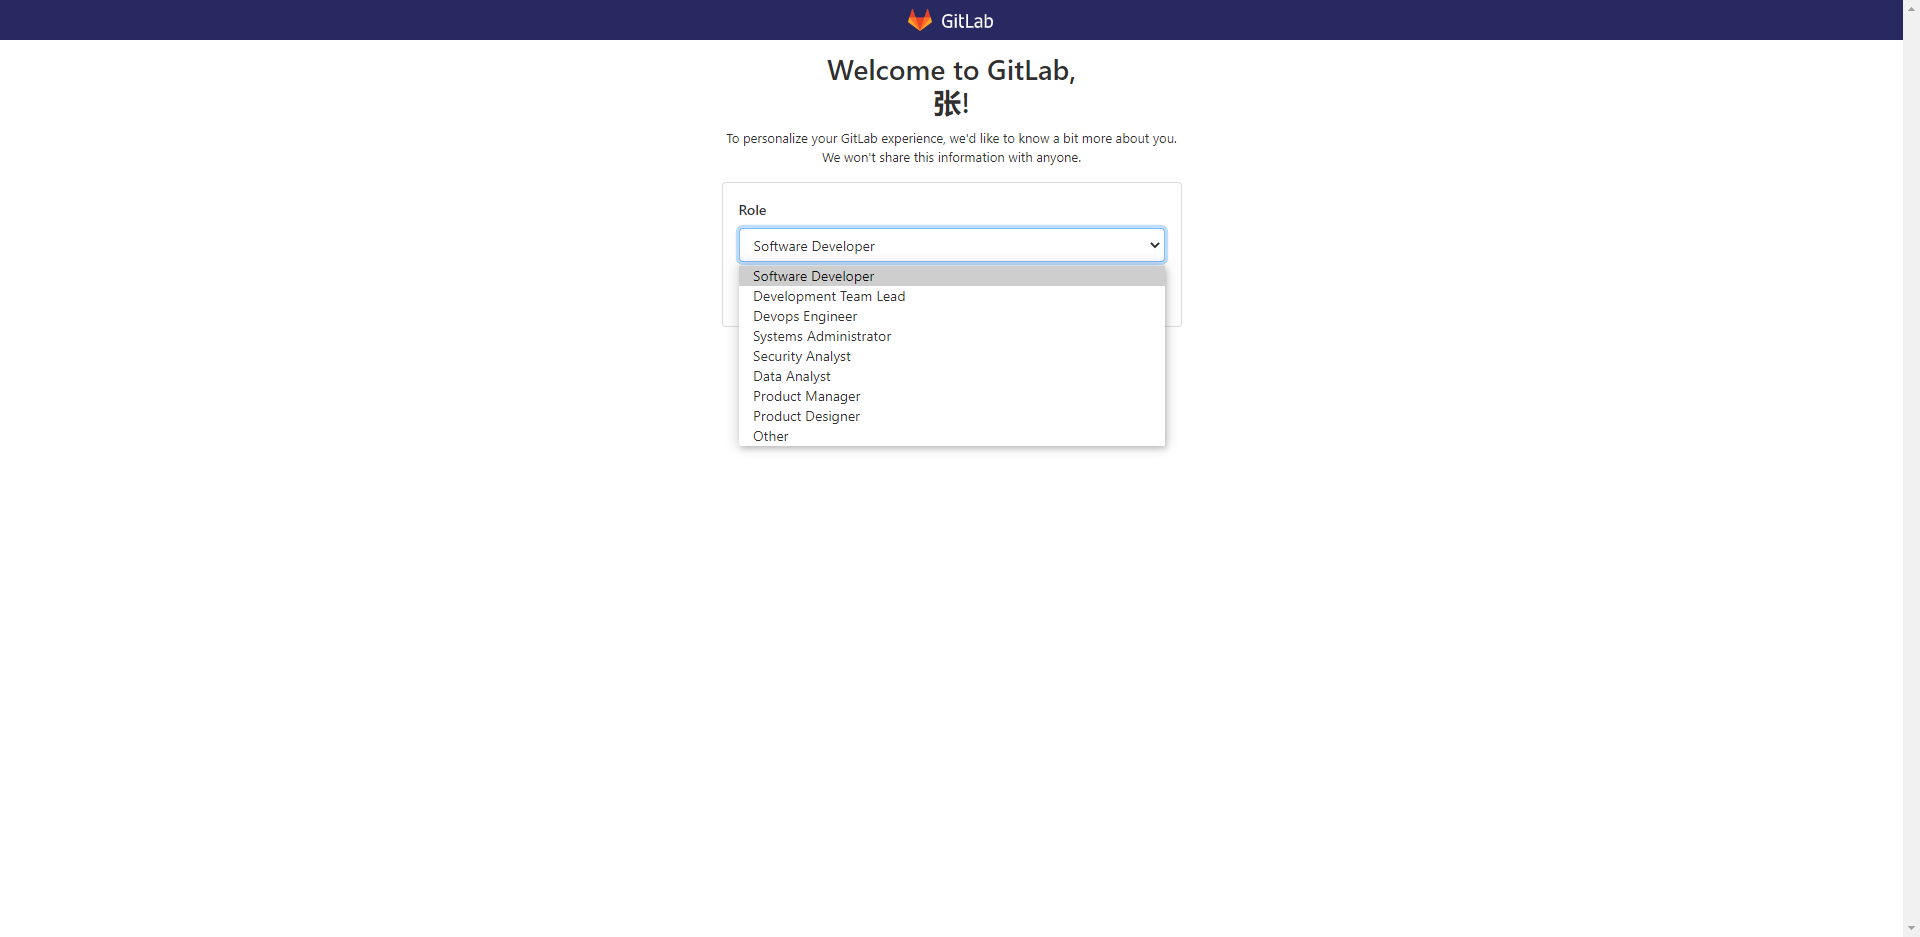 GitLab
Welcome to GitLab,
张!
To personalize your GitLab experience, we'd like to know a bit more about you.
We won't share this information with anyone.
Role
Software Developer
Software Developer
Development Team Lead
Devops Engineer
Systems Administrator
Security Analyst
Data Analyst
Product Manager
Product Designer
Other